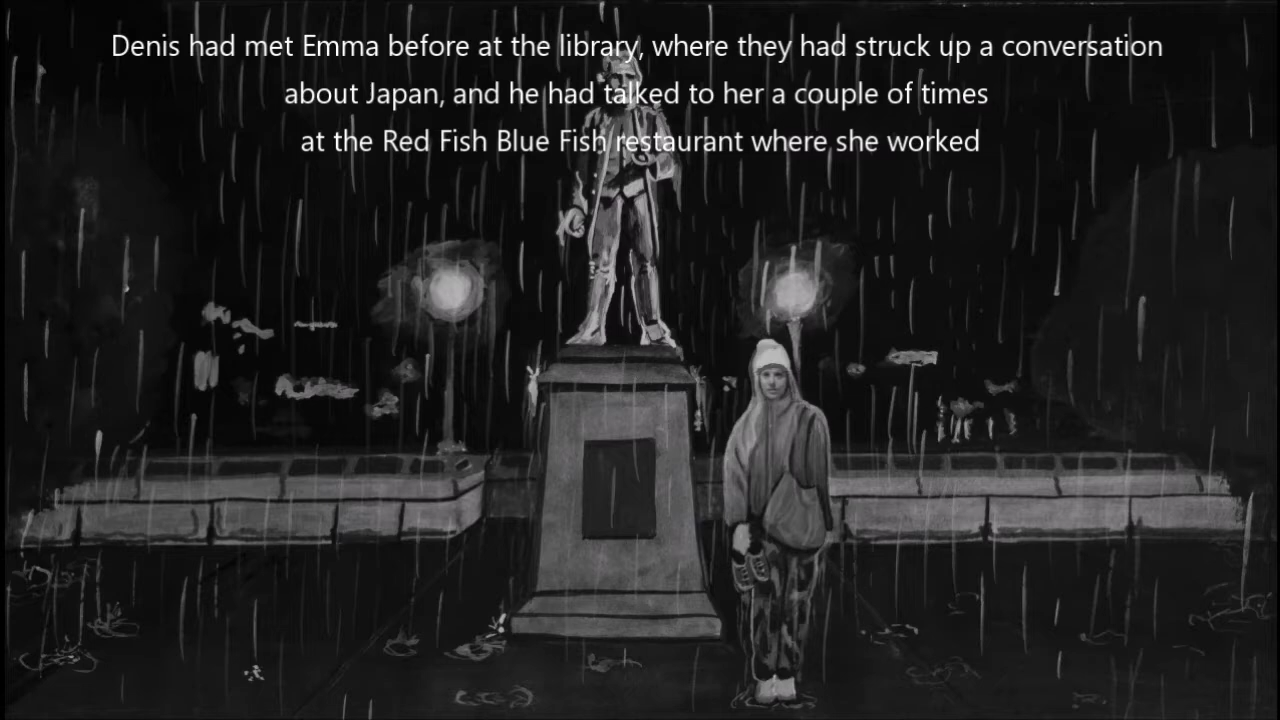 Denis had met Emma before at the library, where they had struck up a conversation
about Japan, and he had talked to her a couple of times
at the Red Fish Blue Fish restaurant where she worked